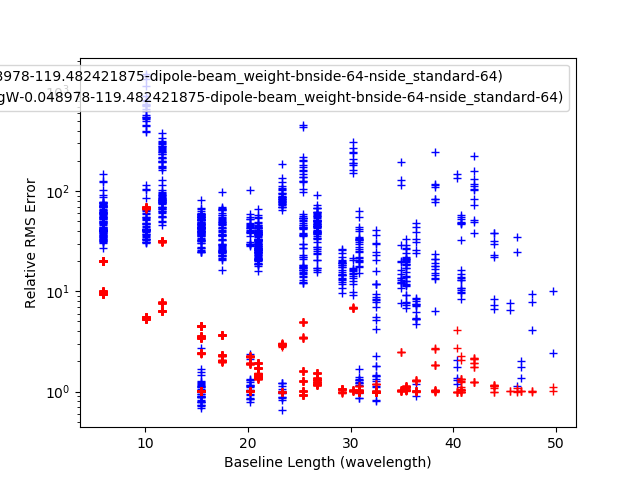 8978-119.482421875-dipole-beam_weight-bnside-64-nside_standard-64)
gW-0.048978-119.482421875-dipole-beam_weight-bnside-64-nside_standard-64)
10³
10²
10¹
10⁰
Relative RMS Error
10 20 30 40 50
Baseline Length (wavelength)